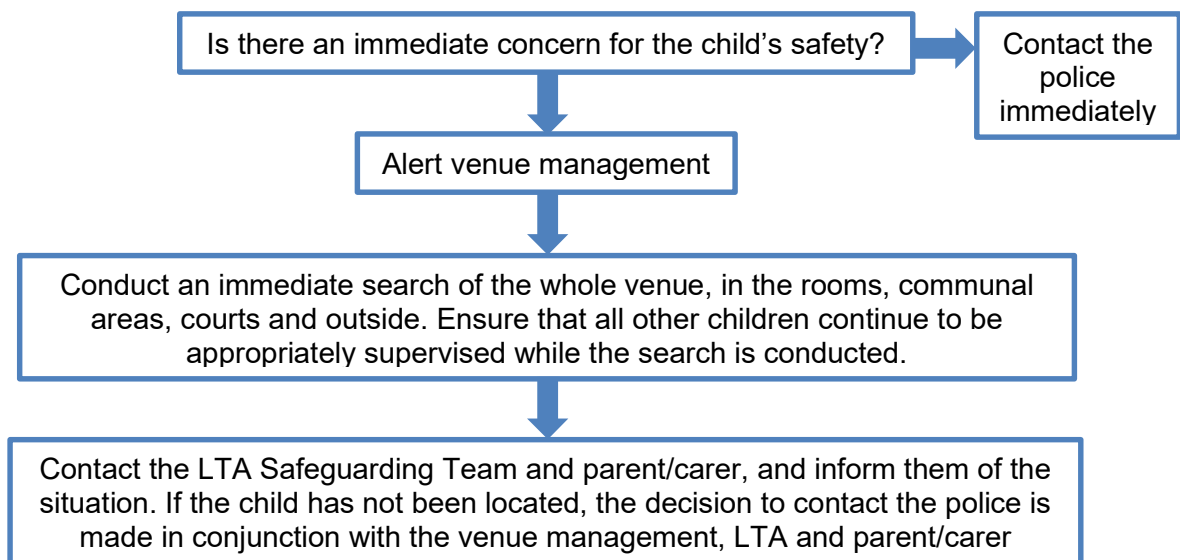 Is there an immediate concern for the child’s safety?
Contact the
police
immediately
Alert venue management
Conduct an immediate search of the whole venue, in the rooms, communal
areas, courts and outside. Ensure that all other children continue to be
appropriately supervised while the search is conducted.
Contact the LTA Safeguarding Team and parent/carer, and inform them of the
situation. If the child has not been located, the decision to contact the police is
made in conjunction with the venue management, LTA and parent/carer